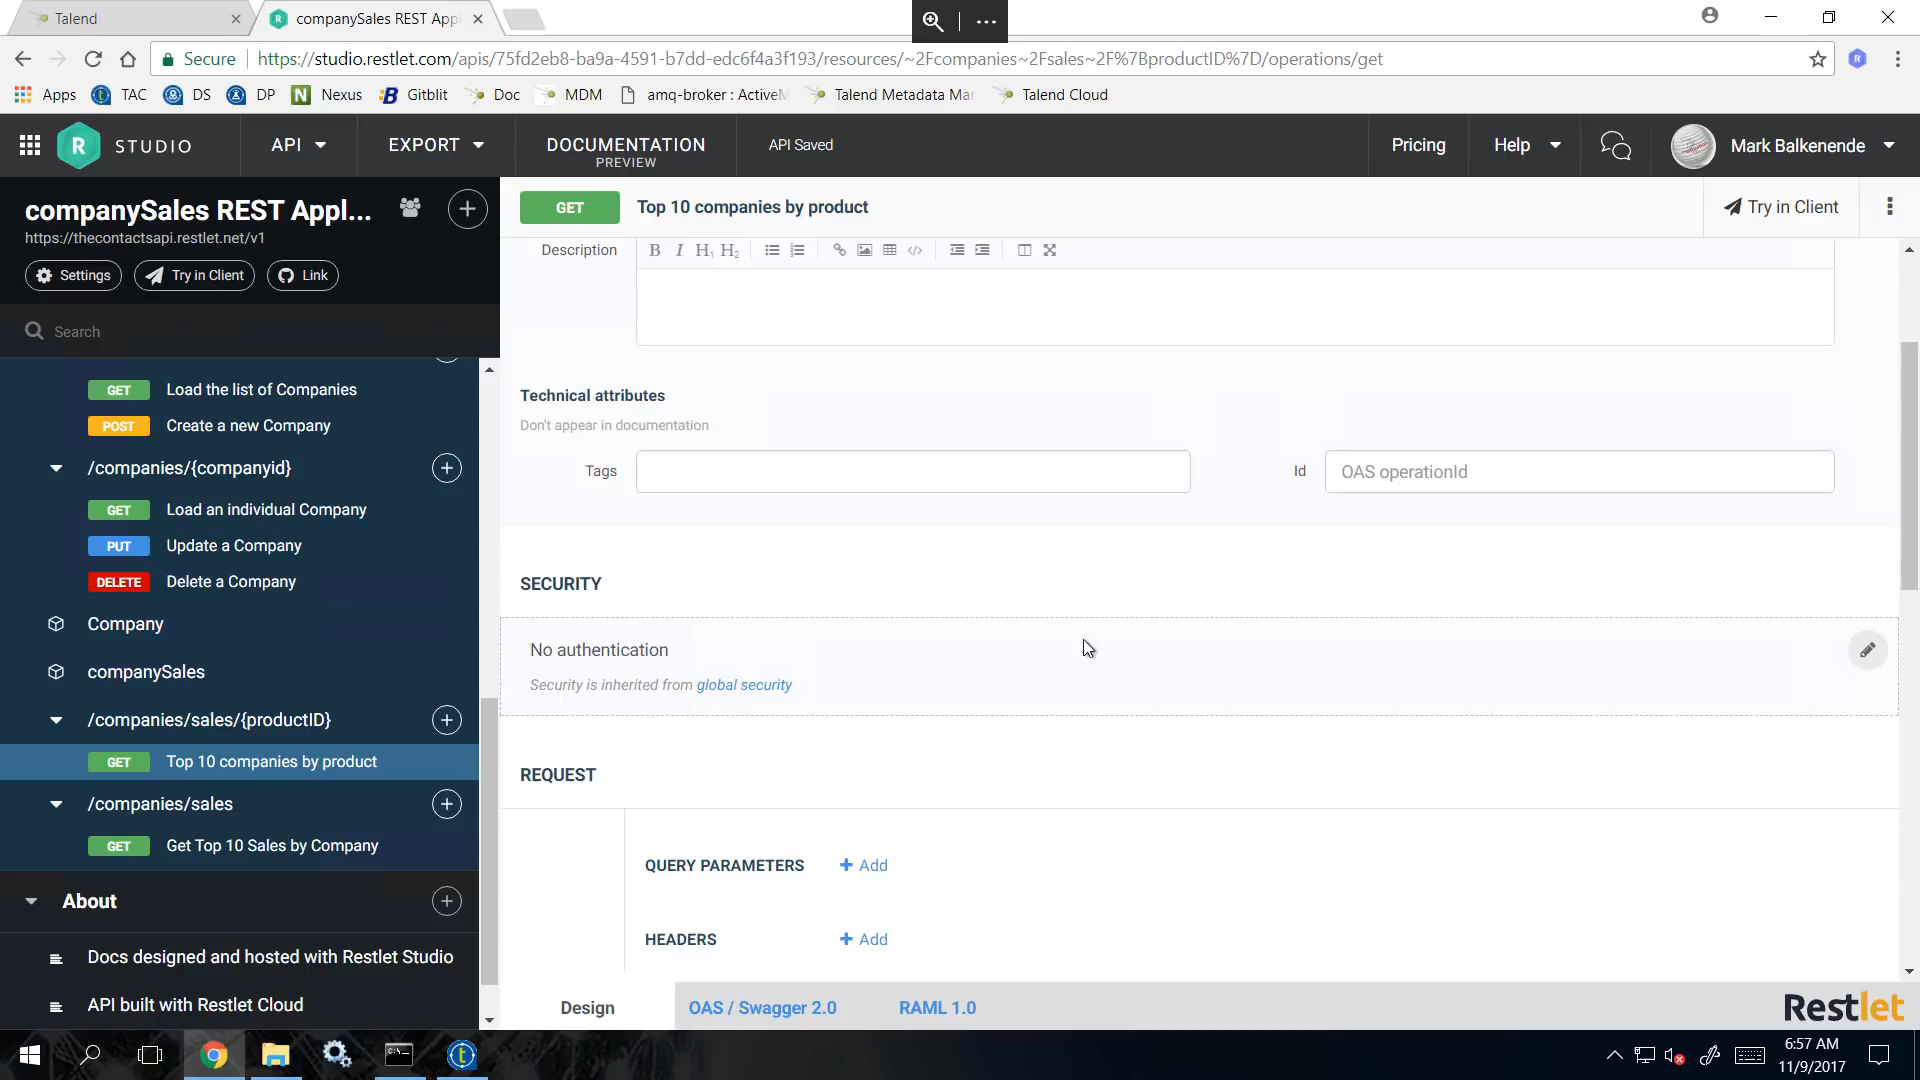 Talend
companySales REST App
Secure
https://studio.restlet.com/apis/75fd2eb8-ba9a-4591-b7dd-edc6f4a3f193/resources/~2Fcompanies~2Fsales~2F%7BproductID%7D/operations/get
Apps TAC DS DP Nexus Gitblit Doc MDM amq-broker : ActiveM Talend Metadata Mar Talend Cloud
R STUDIO
API
EXPORT
DOCUMENTATION
PREVIEW
API Saved
Pricing
Help
Mark Balkenende
companySales REST Appl...
https://thecontactsapi.restlet.net/v1
Settings
Try in Client
Link
Search
GET Load the list of Companies
POST Create a new Company
/companies/{companyid}
GET Load an individual Company
PUT Update a Company
DELETE Delete a Company
Company
companySales
/companies/sales/{productID}
GET Top 10 companies by product
/companies/sales
GET Get Top 10 Sales by Company
About
Docs designed and hosted with Restlet Studio
API built with Restlet Cloud
GET Top 10 companies by product
Try in Client
Description B I H1 H2
Technical attributes
Don't appear in documentation
Tags
Id OAS operationId
SECURITY
No authentication
Security is inherited from global security
REQUEST
QUERY PARAMETERS + Add
HEADERS + Add
Design OAS / Swagger 2.0 RAML 1.0
Restlet
6:57 AM
11/9/2017